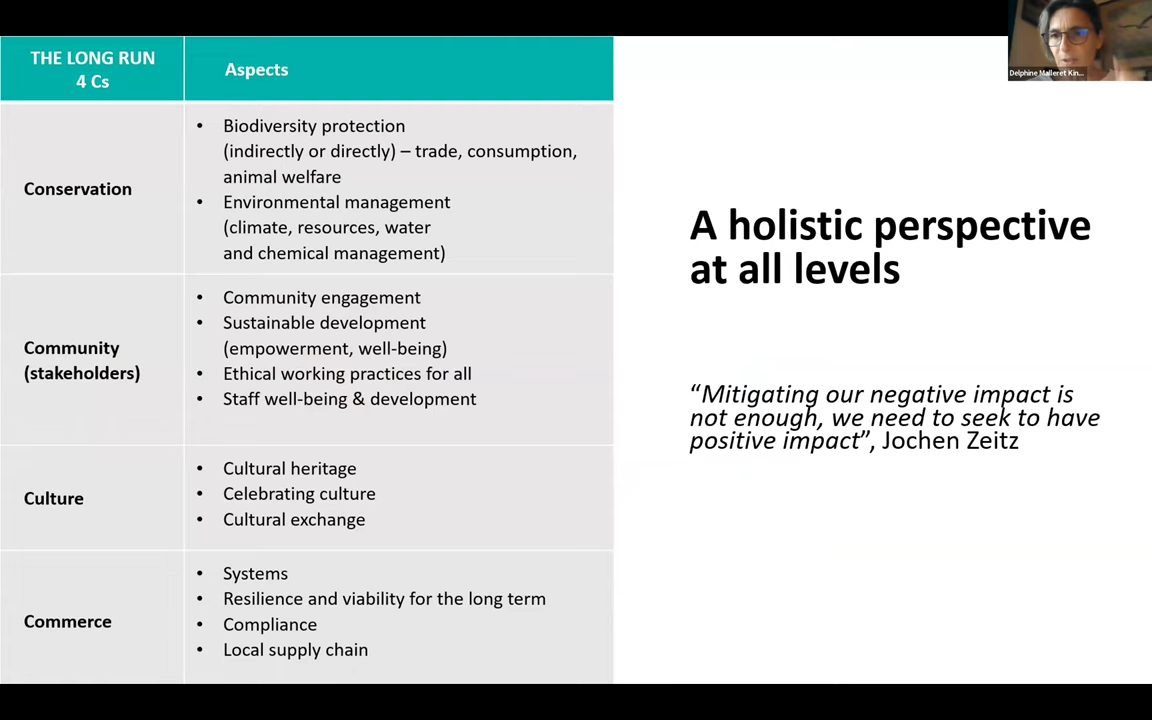 THE LONG RUN
4 Cs
Aspects
Conservation
• Biodiversity protection
(indirectly or directly) – trade, consumption,
animal welfare
• Environmental management
(climate, resources, water
and chemical management)
Community
(stakeholders)
• Community engagement
• Sustainable development
(empowerment, well-being)
• Ethical working practices for all
• Staff well-being & development
Culture
• Cultural heritage
• Celebrating culture
• Cultural exchange
Commerce
• Systems
• Resilience and viability for the long term
• Compliance
• Local supply chain
A holistic perspective
at all levels
“Mitigating our negative impact is
not enough, we need to seek to have
positive impact”, Jochen Zeitz
Delphine Malleret Kin...